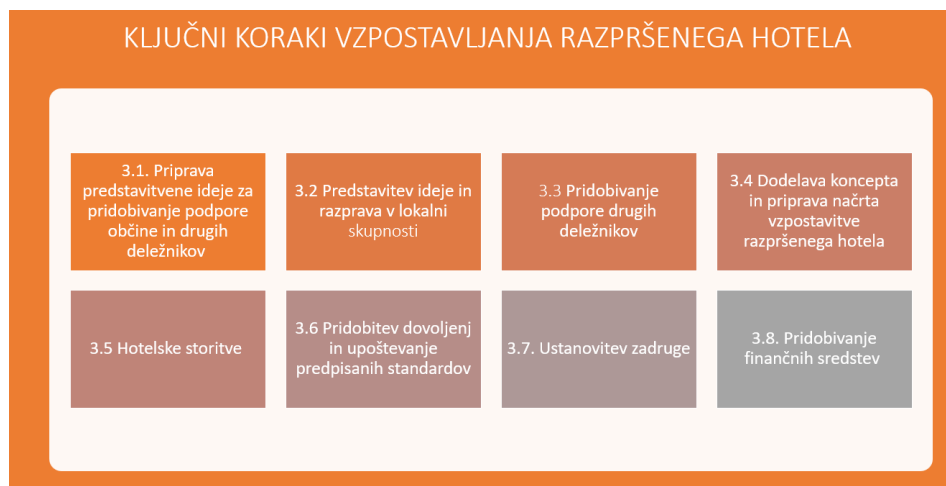 KLJUČNI KORAKI VZPOSTAVLJANJA RAZPRŠENEGA HOTELA
3.1. Priprava
predstavitvene ideje za
pridobivanje podpore
občine in drugih
deležnikov
3.2 Predstavitev ideje in
razprava v lokalni
skupnosti
3.3 Pridobivanje
podpore drugih
deležnikov
3.4 Dodelava koncepta
in priprava načrta
vzpostavitve
razpršenega hotela
3.5 Hotelske storitve
3.6 Pridobitev dovoljenj
in upoštevanje
predpisanih standardov
3.7. Ustanovitev zadruge
3.8. Pridobivanje
finančnih sredstev